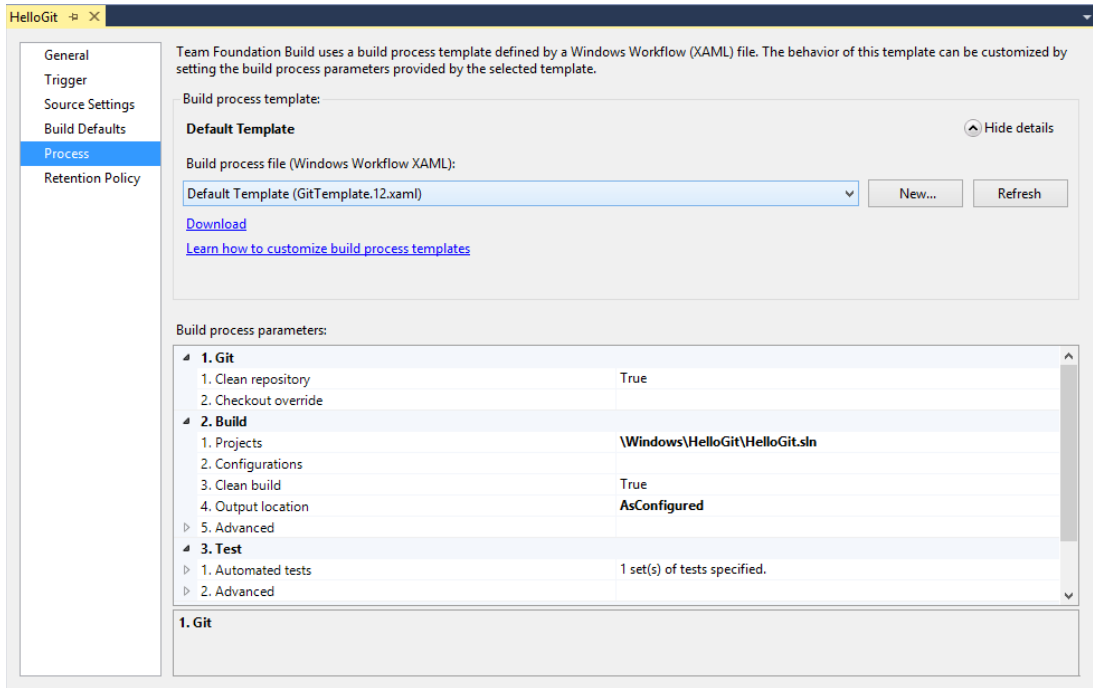 HelloGit
General
Trigger
Source Settings
Build Defaults
Process
Retention Policy
Team Foundation Build uses a build process template defined by a Windows Workflow (XAML) file. The behavior of this template can be customized by
setting the build process parameters provided by the selected template.
Build process template:
Default Template
Hide details
Build process file (Windows Workflow XAML):
Default Template (GitTemplate.12.xaml)
New...
Refresh
Download
Learn how to customize build process templates
Build process parameters:
1. Git
1. Clean repository True
2. Checkout override
2. Build
1. Projects \Windows\HelloGit\HelloGit.sln
2. Configurations
3. Clean build True
4. Output location AsConfigured
5. Advanced
3. Test
1. Automated tests 1 set(s) of tests specified.
2. Advanced
1. Git